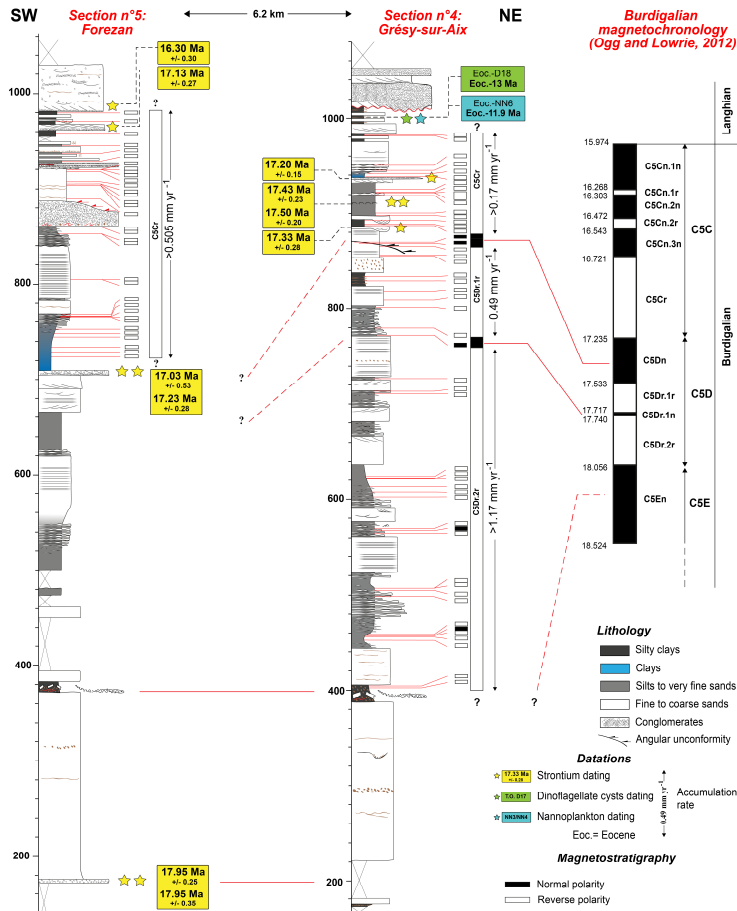 SW
Section n°5:
Forezan
6.2 km
Section n°4:
Grésy-sur-Aix
NE
Burdigalian
magnetochronology
(Ogg and Lowrie, 2012)
16.30 Ma
+/- 0.30
17.13 Ma
+/- 0.27
1000
800
600
400
200
?
C5Cr
>0.505 mm yr -1
?
17.03 Ma
+/- 0.53
17.23 Ma
+/- 0.28
17.95 Ma
+/- 0.25
17.95 Ma
+/- 0.35
?
?
17.20 Ma
+/- 0.15
17.43 Ma
+/- 0.23
17.50 Ma
+/- 0.20
17.33 Ma
+/- 0.28
Eoc.-D18
Eoc.-13 Ma
Eoc.-NN6
Eoc.-11.9 Ma
1000
800
600
400
200
?
C5Cr
>0.17 mm yr -1
C5Dr.1r
0.49 mm yr -1
C5Dr.2r
>1.17 mm yr -1
?
?
15.974
16.268
16.303
16.472
16.543
16.721
17.235
17.533
17.717
17.740
18.056
18.524
C5Cn.1n
C5Cn.1r
C5Cn.2n
C5Cn.2r
C5Cn.3n
C5Cr
C5Dn
C5Dr.1r
C5Dr.1n
C5Dr.2r
C5En
C5C
C5D
C5E
Langhian
Burdigalian
Lithology
Silty clays
Clays
Silts to very fine sands
Fine to coarse sands
Conglomerates
Angular unconformity
Datations
17.33 Ma
+/- 0.28
Strontium dating
T.G. D17
Dinoflagellate cysts dating
NN2/NN4
Nannoplankton dating
Eoc.= Eocene
0.49 mm yr-1
Accumulation
rate
Magnetostratigraphy
Normal polarity
Reverse polarity